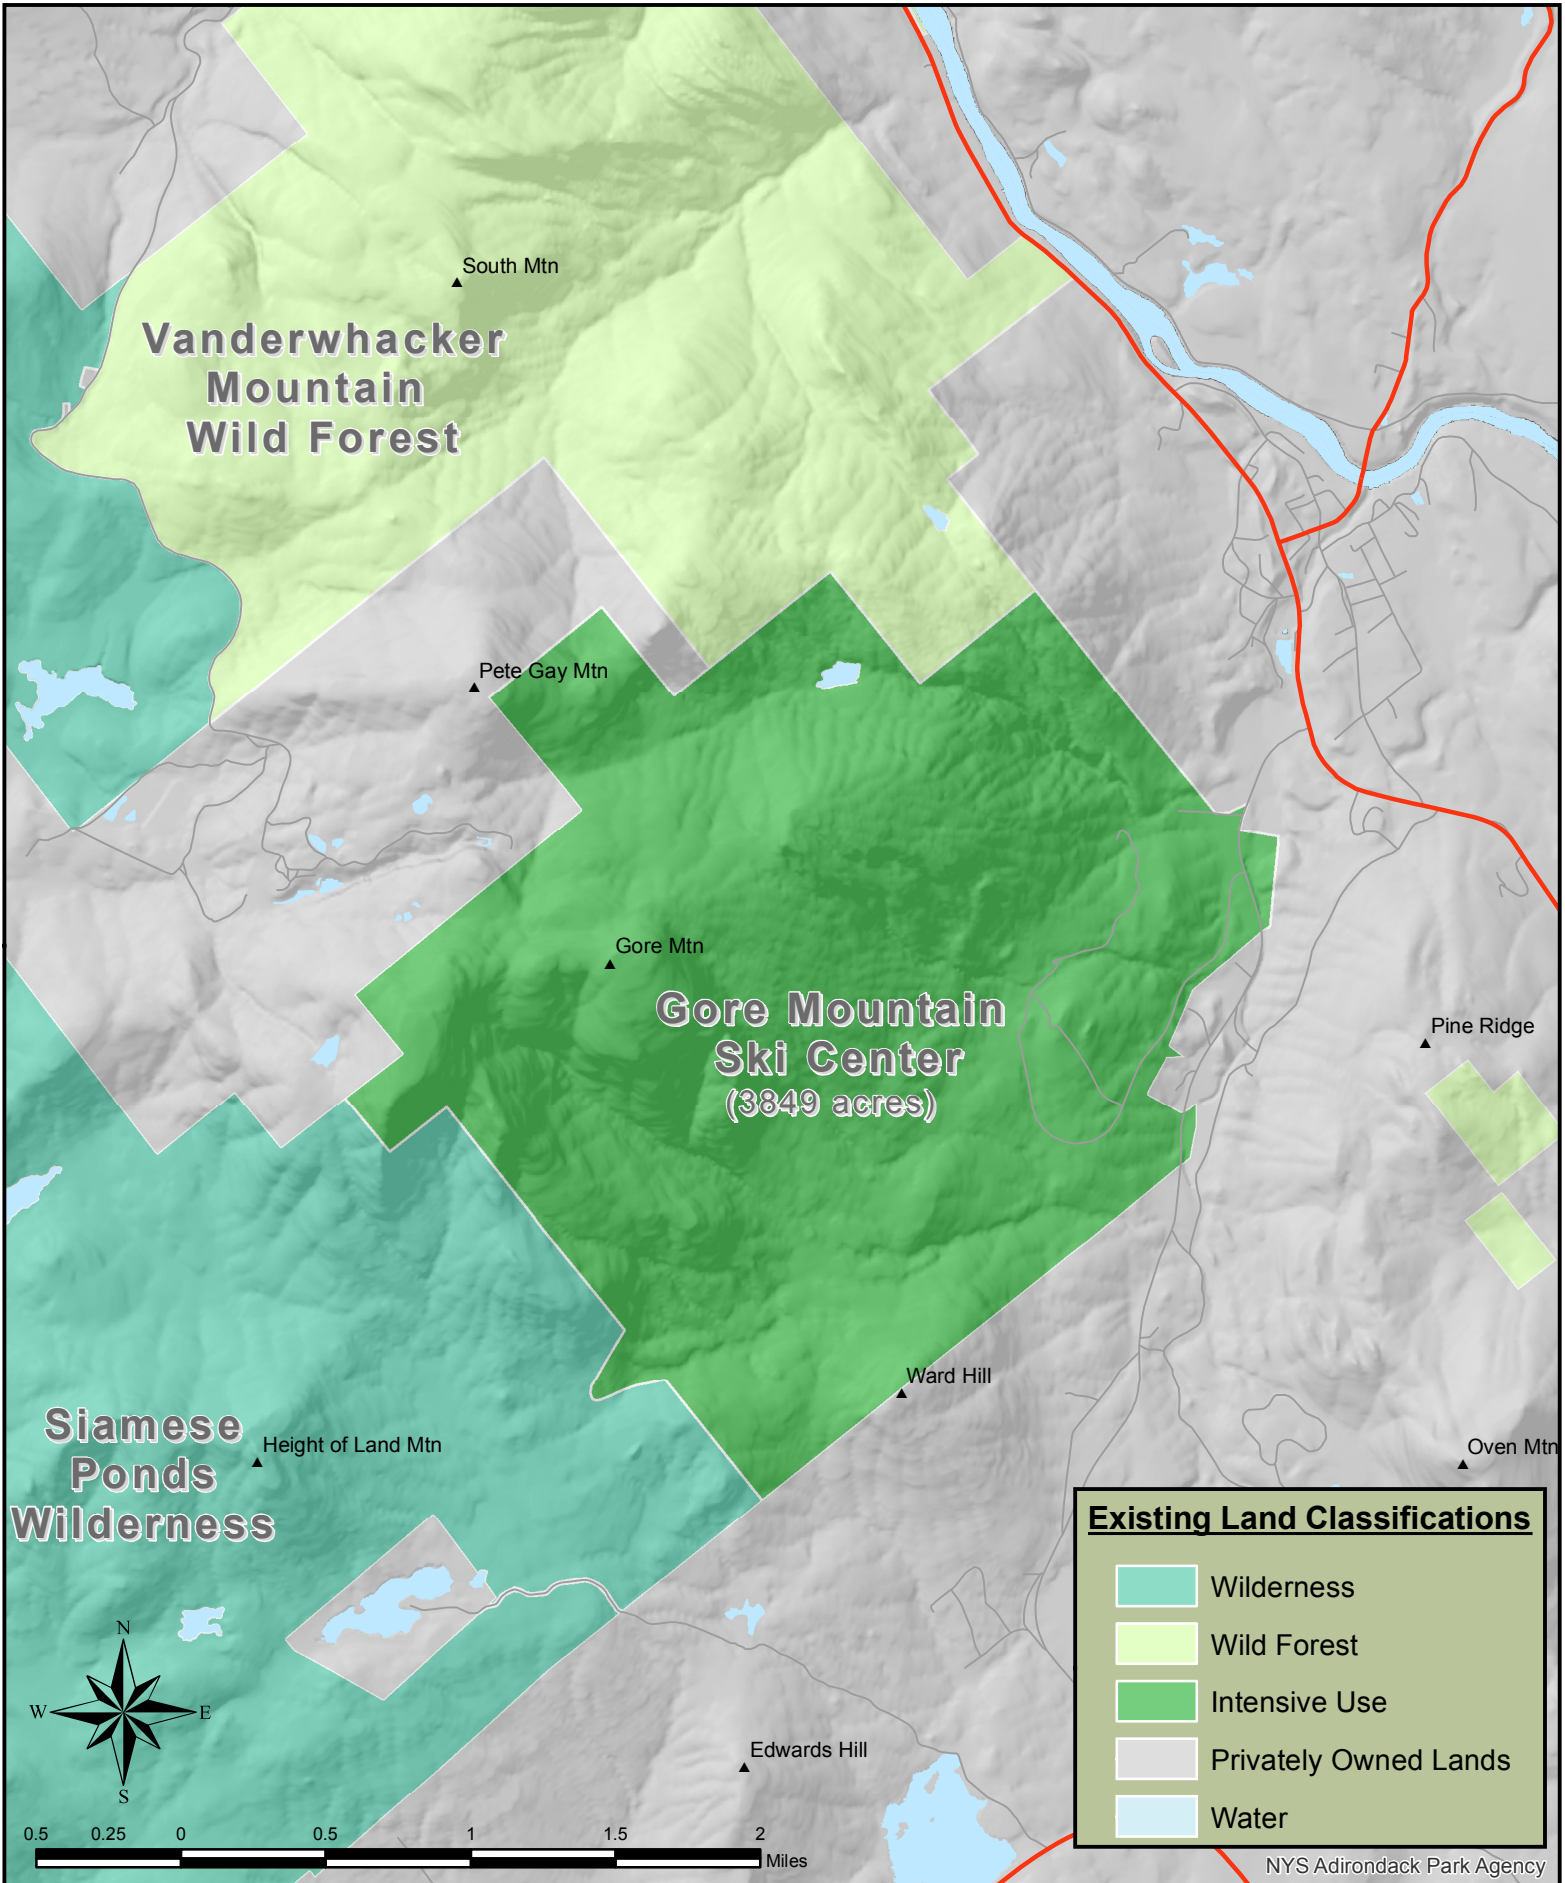 South Mtn
Vanderwhacker
Mountain
Wild Forest
Pete Gay Mtn
Gore Mtn
Gore Mountain
Ski Center
(3849 acres)
Pine Ridge
Ward Hill
Siamese
Ponds
Wilderness
Height of Land Mtn
Oven Mtn
Existing Land Classifications
Wilderness
Wild Forest
Intensive Use
Privately Owned Lands
Water
N
W
E
S
Edwards Hill
0.5 0.25 0 0.5 1 1.5 2
Miles
NYS Adirondack Park Agency